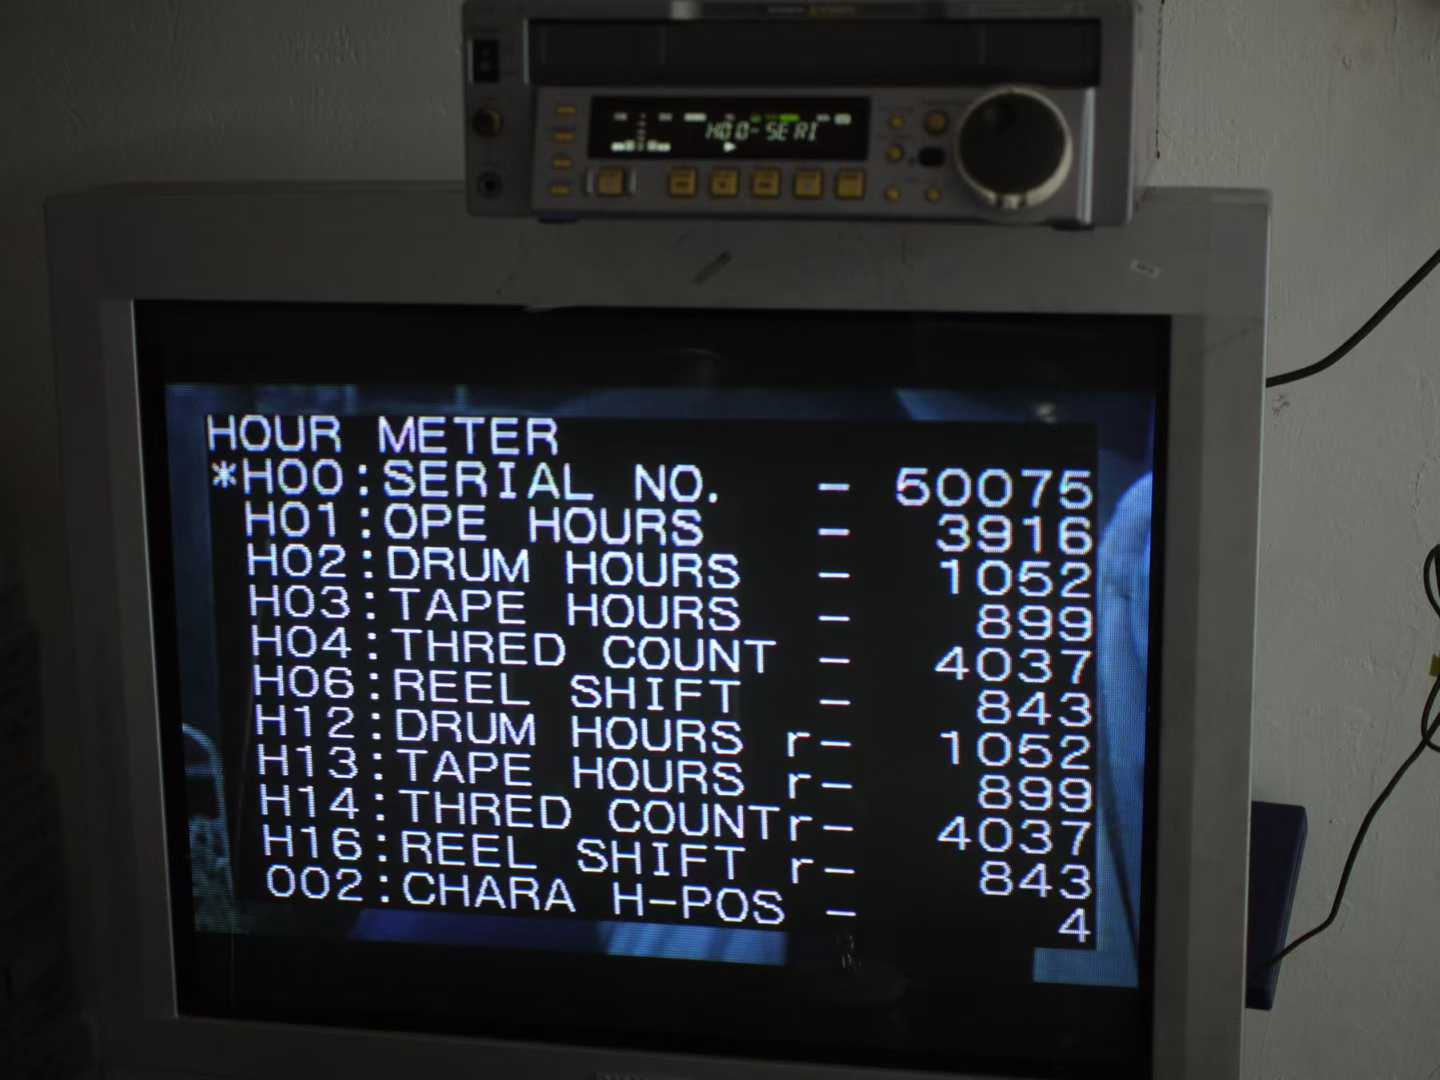 H00-SERI
HOUR METER
*H00:SERIAL NO. - 50075
H01:OPE HOURS - 3916
H02:DRUM HOURS - 1052
H03:TAPE HOURS - 899
H04:THRED COUNT - 4037
H06:REEL SHIFT - 843
H12:DRUM HOURS r- 1052
H13:TAPE HOURS r- 899
H14:THRED COUNTr- 4037
H16:REEL SHIFT r- 843
002:CHARA H-POS - 4